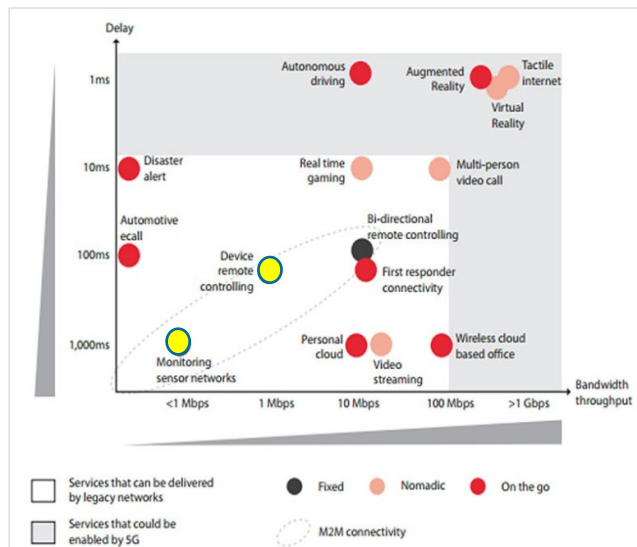 Delay
1ms
10ms
100ms
1,000ms
Autonomous
driving
Augmented
Reality
Tactile
internet
Virtual
Reality
Disaster
alert
Real time
gaming
Multi-person
video call
Automotive
ecall
Bi-directional
remote controlling
Device
remote
controlling
First responder
connectivity
Monitoring
sensor networks
Personal
cloud
Video
streaming
Wireless cloud
based office
<1 Mbps
1 Mbps
10 Mbps
100 Mbps
>1 Gbps
Bandwidth
throughput
Services that can be delivered
by legacy networks
Services that could be
enabled by 5G
Fixed
Nomadic
On the go
M2M connectivity